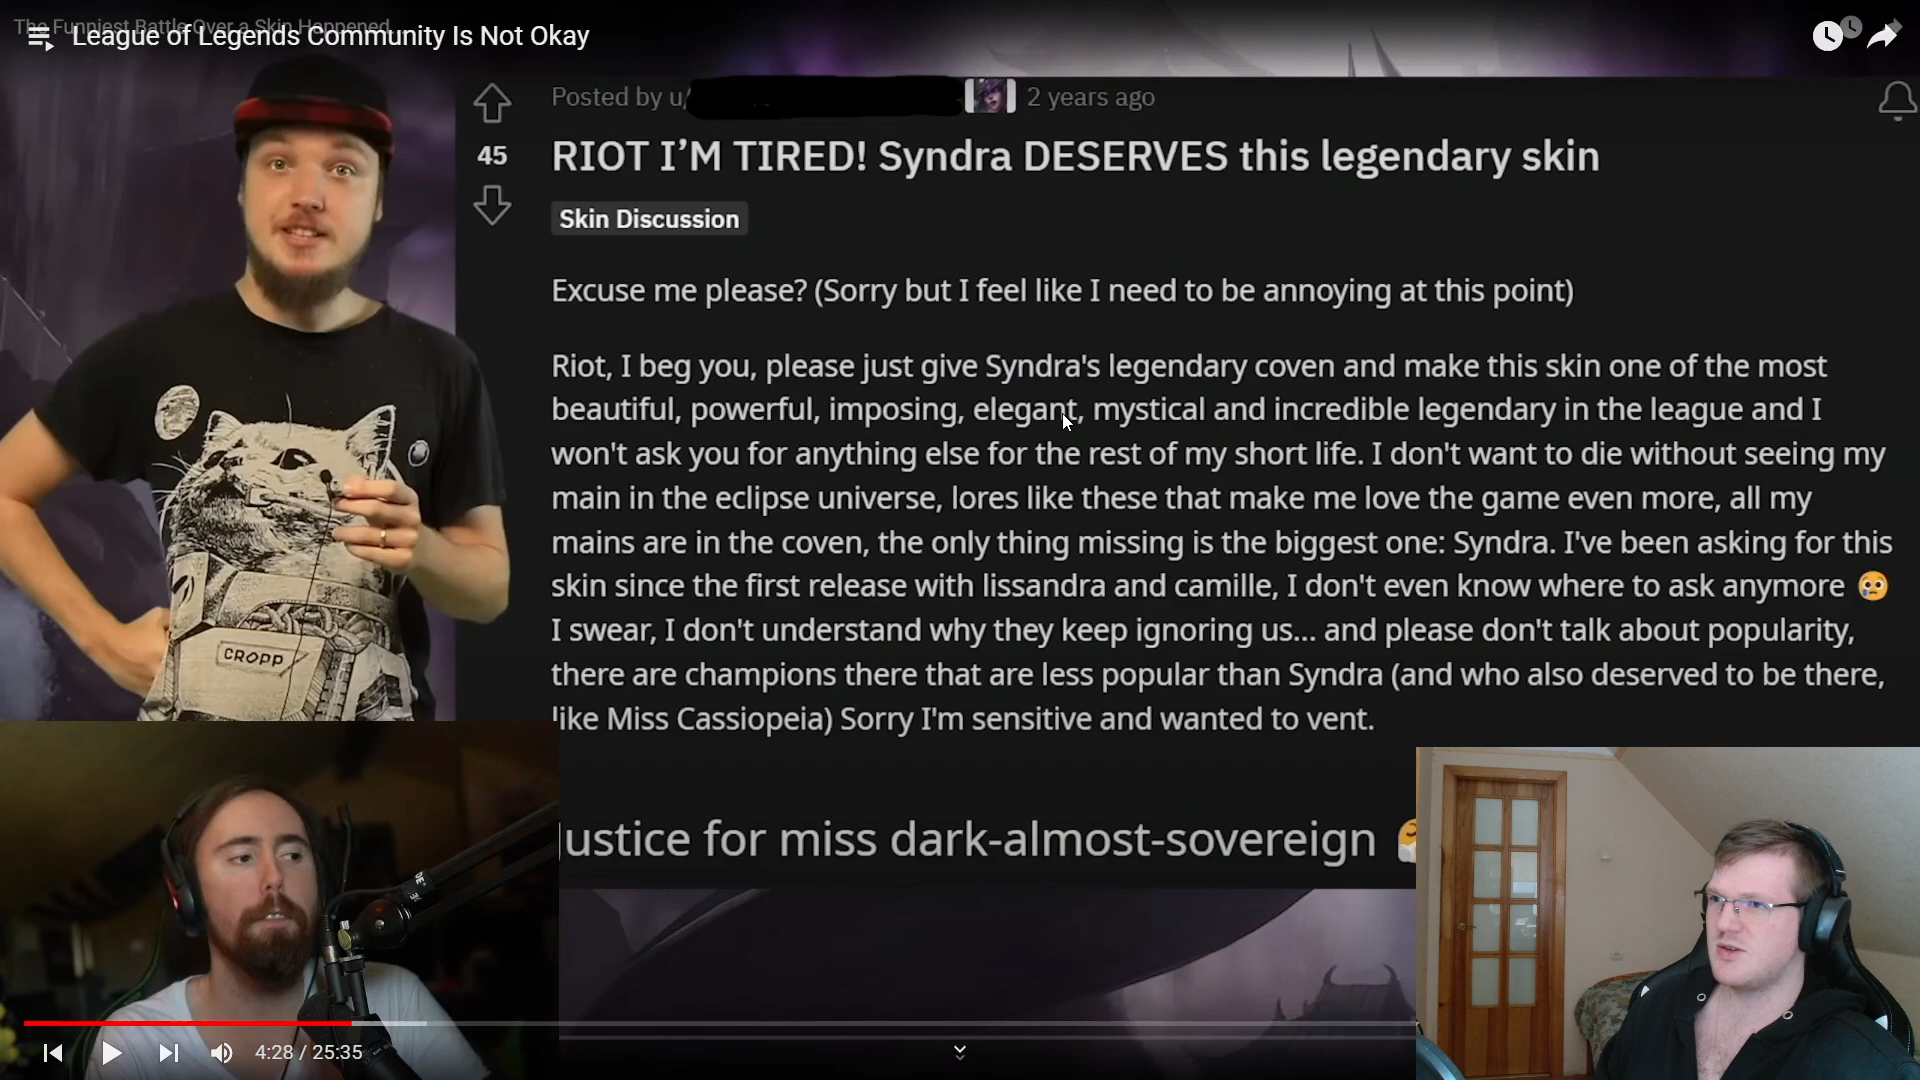 The Funniest Battle Over a Skin Happened
League of Legends Community Is Not Okay
Posted by u/
2 years ago
45
RIOT I'M TIRED! Syndra DESERVES this legendary skin
Skin Discussion
Excuse me please? (Sorry but I feel like I need to be annoying at this point)
Riot, I beg you, please just give Syndra's legendary coven and make this skin one of the most
beautiful, powerful, imposing, elegant, mystical and incredible legendary in the league and I
won't ask you for anything else for the rest of my short life. I don't want to die without seeing my
main in the eclipse universe, lores like these that make me love the game even more, all my
mains are in the coven, the only thing missing is the biggest one: Syndra. I've been asking for this
skin since the first release with lissandra and camille, I don't even know where to ask anymore 😢
I swear, I don't understand why they keep ignoring us... and please don't talk about popularity,
there are champions there that are less popular than Syndra (and who also deserved to be there,
like Miss Cassiopeia) Sorry I'm sensitive and wanted to vent.
Justice for miss dark-almost-sovereign
CROPP
4:28 / 25:35